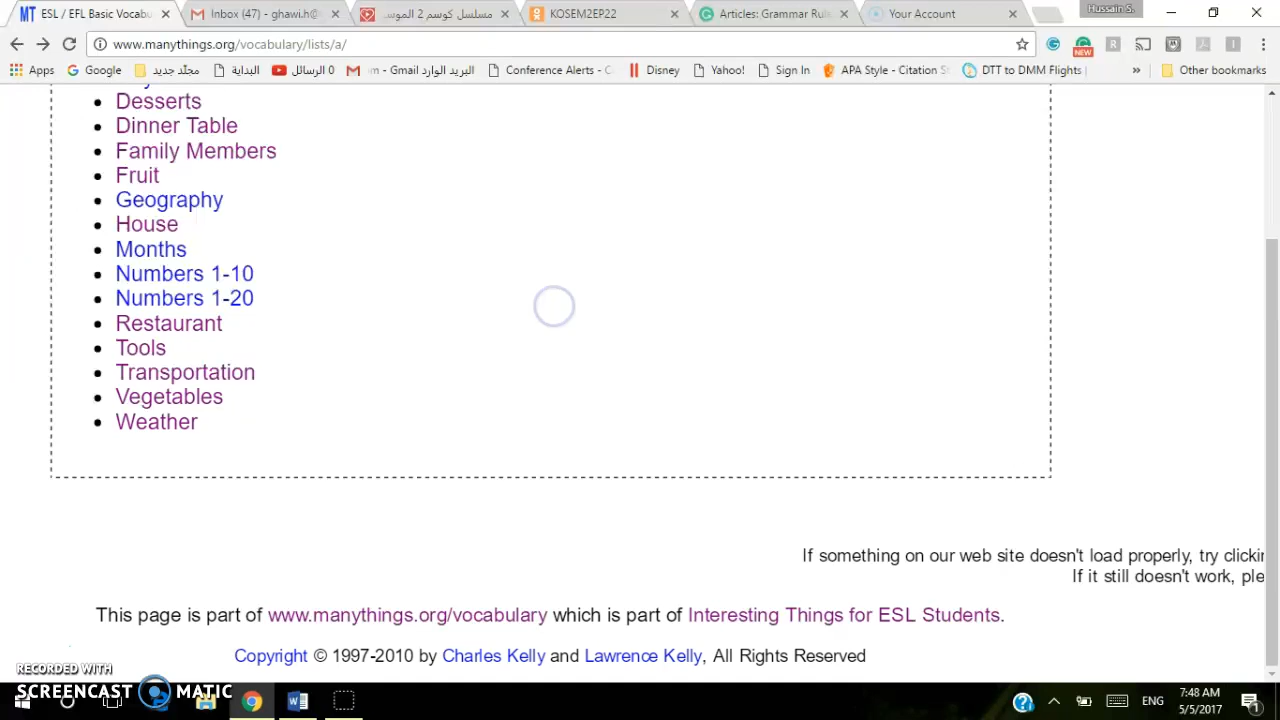 ESL / EFL Basic Vocabu
Inbox (47) - ghawi.h@
مسلسل كوسم 2 الموس
KOSEM2EP22
Articles: Grammar Rul
Your Account
Hussain S.
www.manythings.org/vocabulary/lists/a/
Apps
Google
مجلّد جديد
البداية
0 الرسائل
البريد الوارد - Gmail - m
Conference Alerts - C
Disney
Yahoo!
Sign In
APA Style - Citation S
DTT to DMM Flights
Other bookmarks
Desserts
Dinner Table
Family Members
Fruit
Geography
House
Months
Numbers 1-10
Numbers 1-20
Restaurant
Tools
Transportation
Vegetables
Weather
If something on our web site doesn't load properly, try clickin
If it still doesn't work, ple
This page is part of www.manythings.org/vocabulary which is part of Interesting Things for ESL Students.
Copyright © 1997-2010 by Charles Kelly and Lawrence Kelly, All Rights Reserved
RECORDED WITH
SCREENCAST MATIC
ENG
7:48 AM
5/5/2017